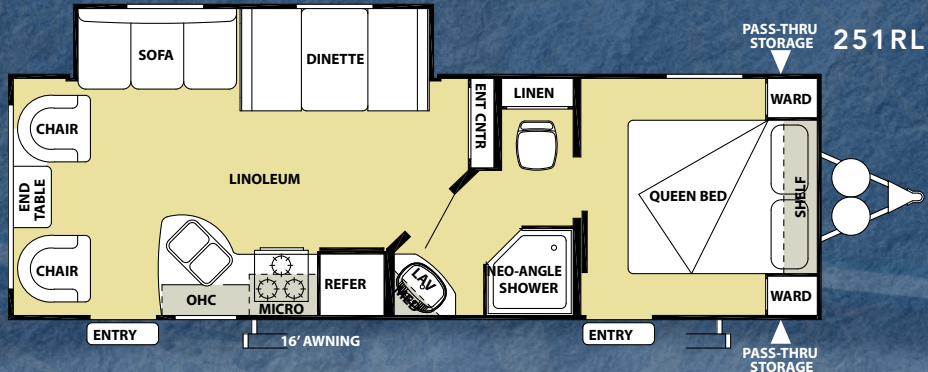 PASS-THRU
STORAGE
251RL
SOFA
DINETTE
ENT CNTR
LINEN
WARD
CHAIR
LINOLEUM
END
TABLE
QUEEN BED
SHELF
CHAIR
OHC
MICRO
REFER
LAV
MED
NEO-ANGLE
SHOWER
WARD
ENTRY
16' AWNING
ENTRY
PASS-THRU
STORAGE